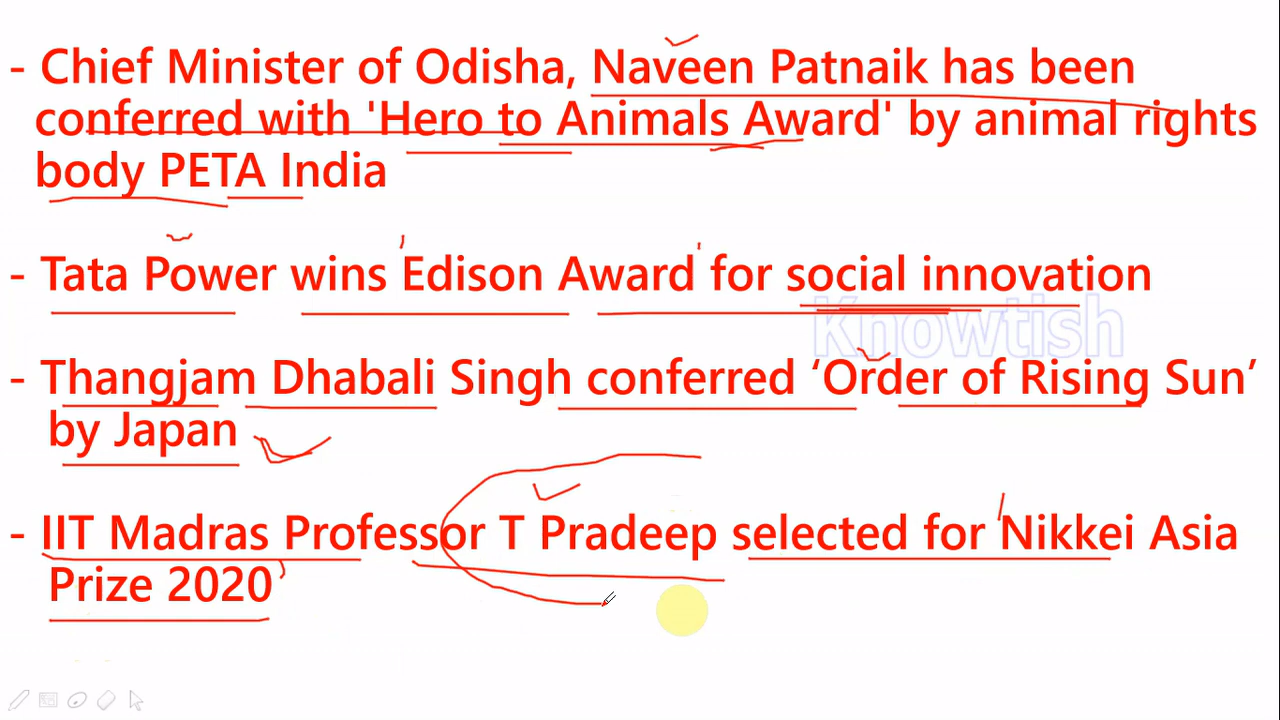 - Chief Minister of Odisha, Naveen Patnaik has been
conferred with 'Hero to Animals Award' by animal rights
body PETA India
- Tata Power wins 'Edison Award' for social innovation
Knowtish
- Thangjam Dhabali Singh conferred ‘Order of Rising Sun’
by Japan
- IIT Madras Professor T Pradeep selected for 'Nikkei Asia
Prize 2020'